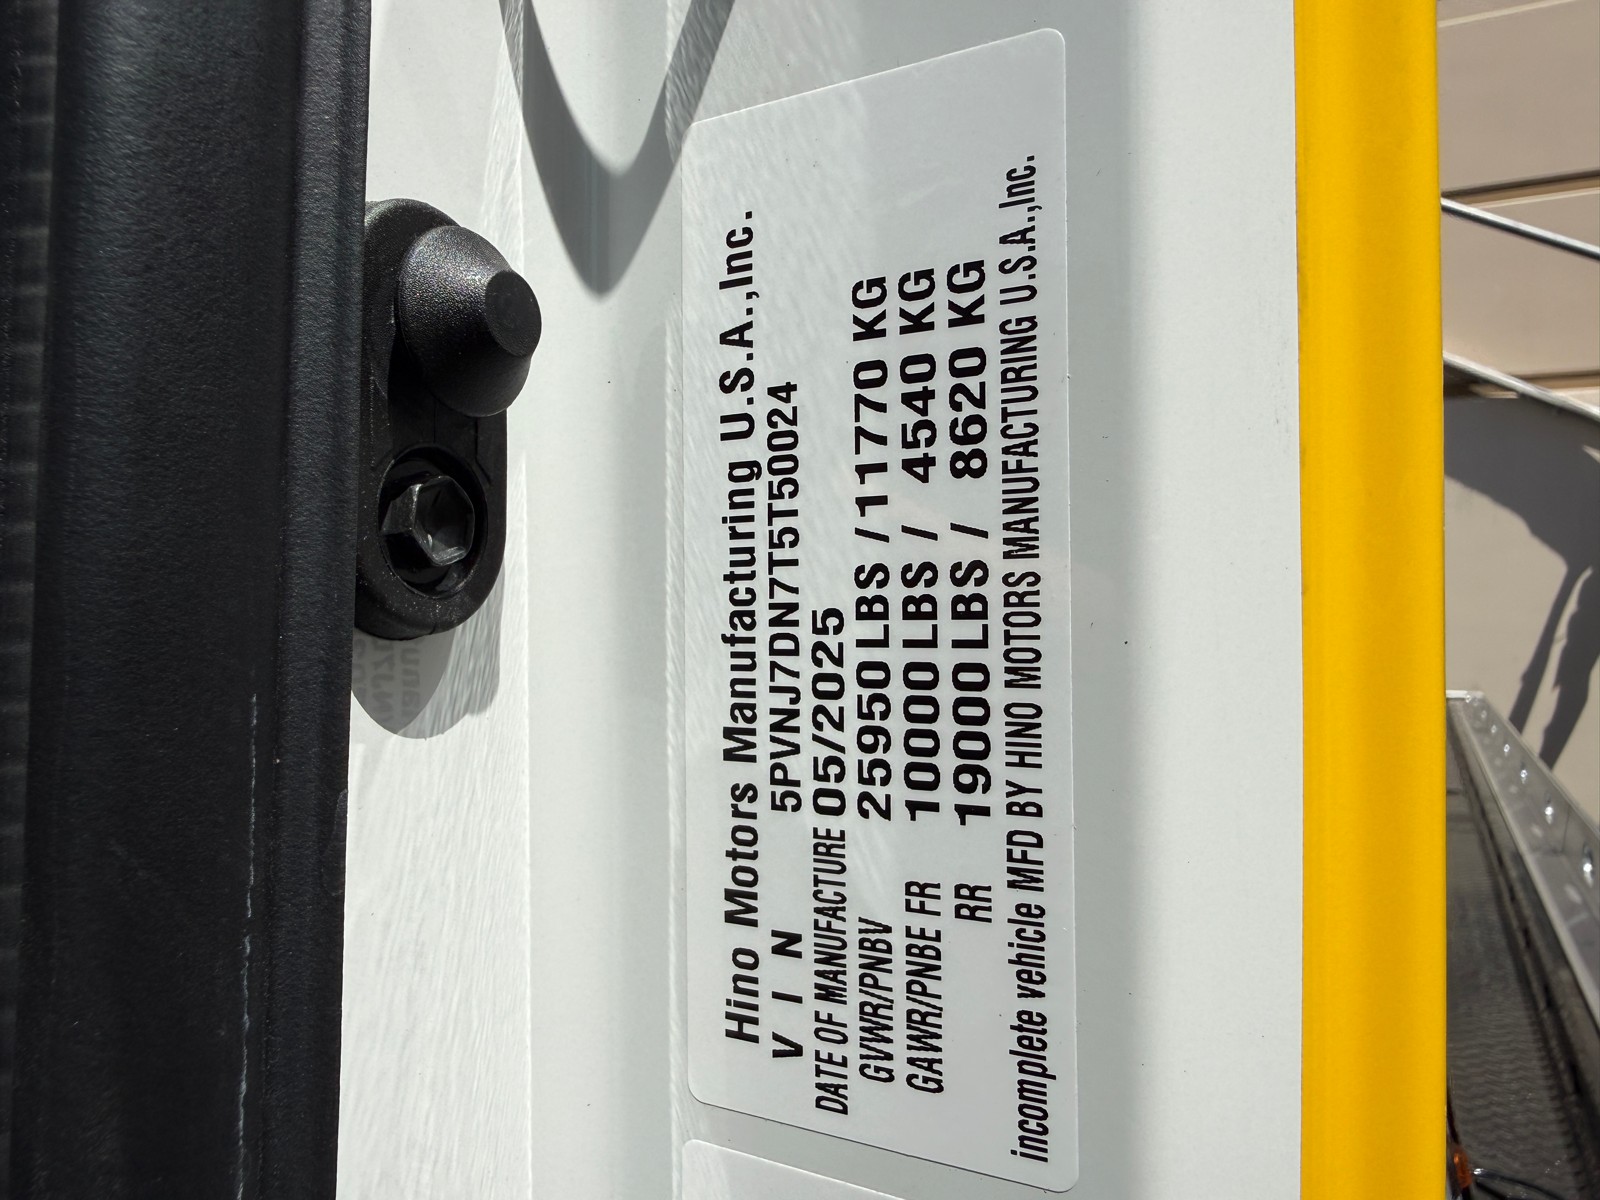 Hino Motors Manufacturing U.S.A.,Inc.
V I N 5PVNJ7DN7T5T50024
DATE OF MANUFACTURE 05/2025
GVWR/PNBV 25950 LBS / 11770 KG
GAWR/PNBE FR 10000 LBS / 4540 KG
RR 19000 LBS / 8620 KG
incomplete vehicle MFD BY HINO MOTORS MANUFACTURING U.S.A.,Inc.